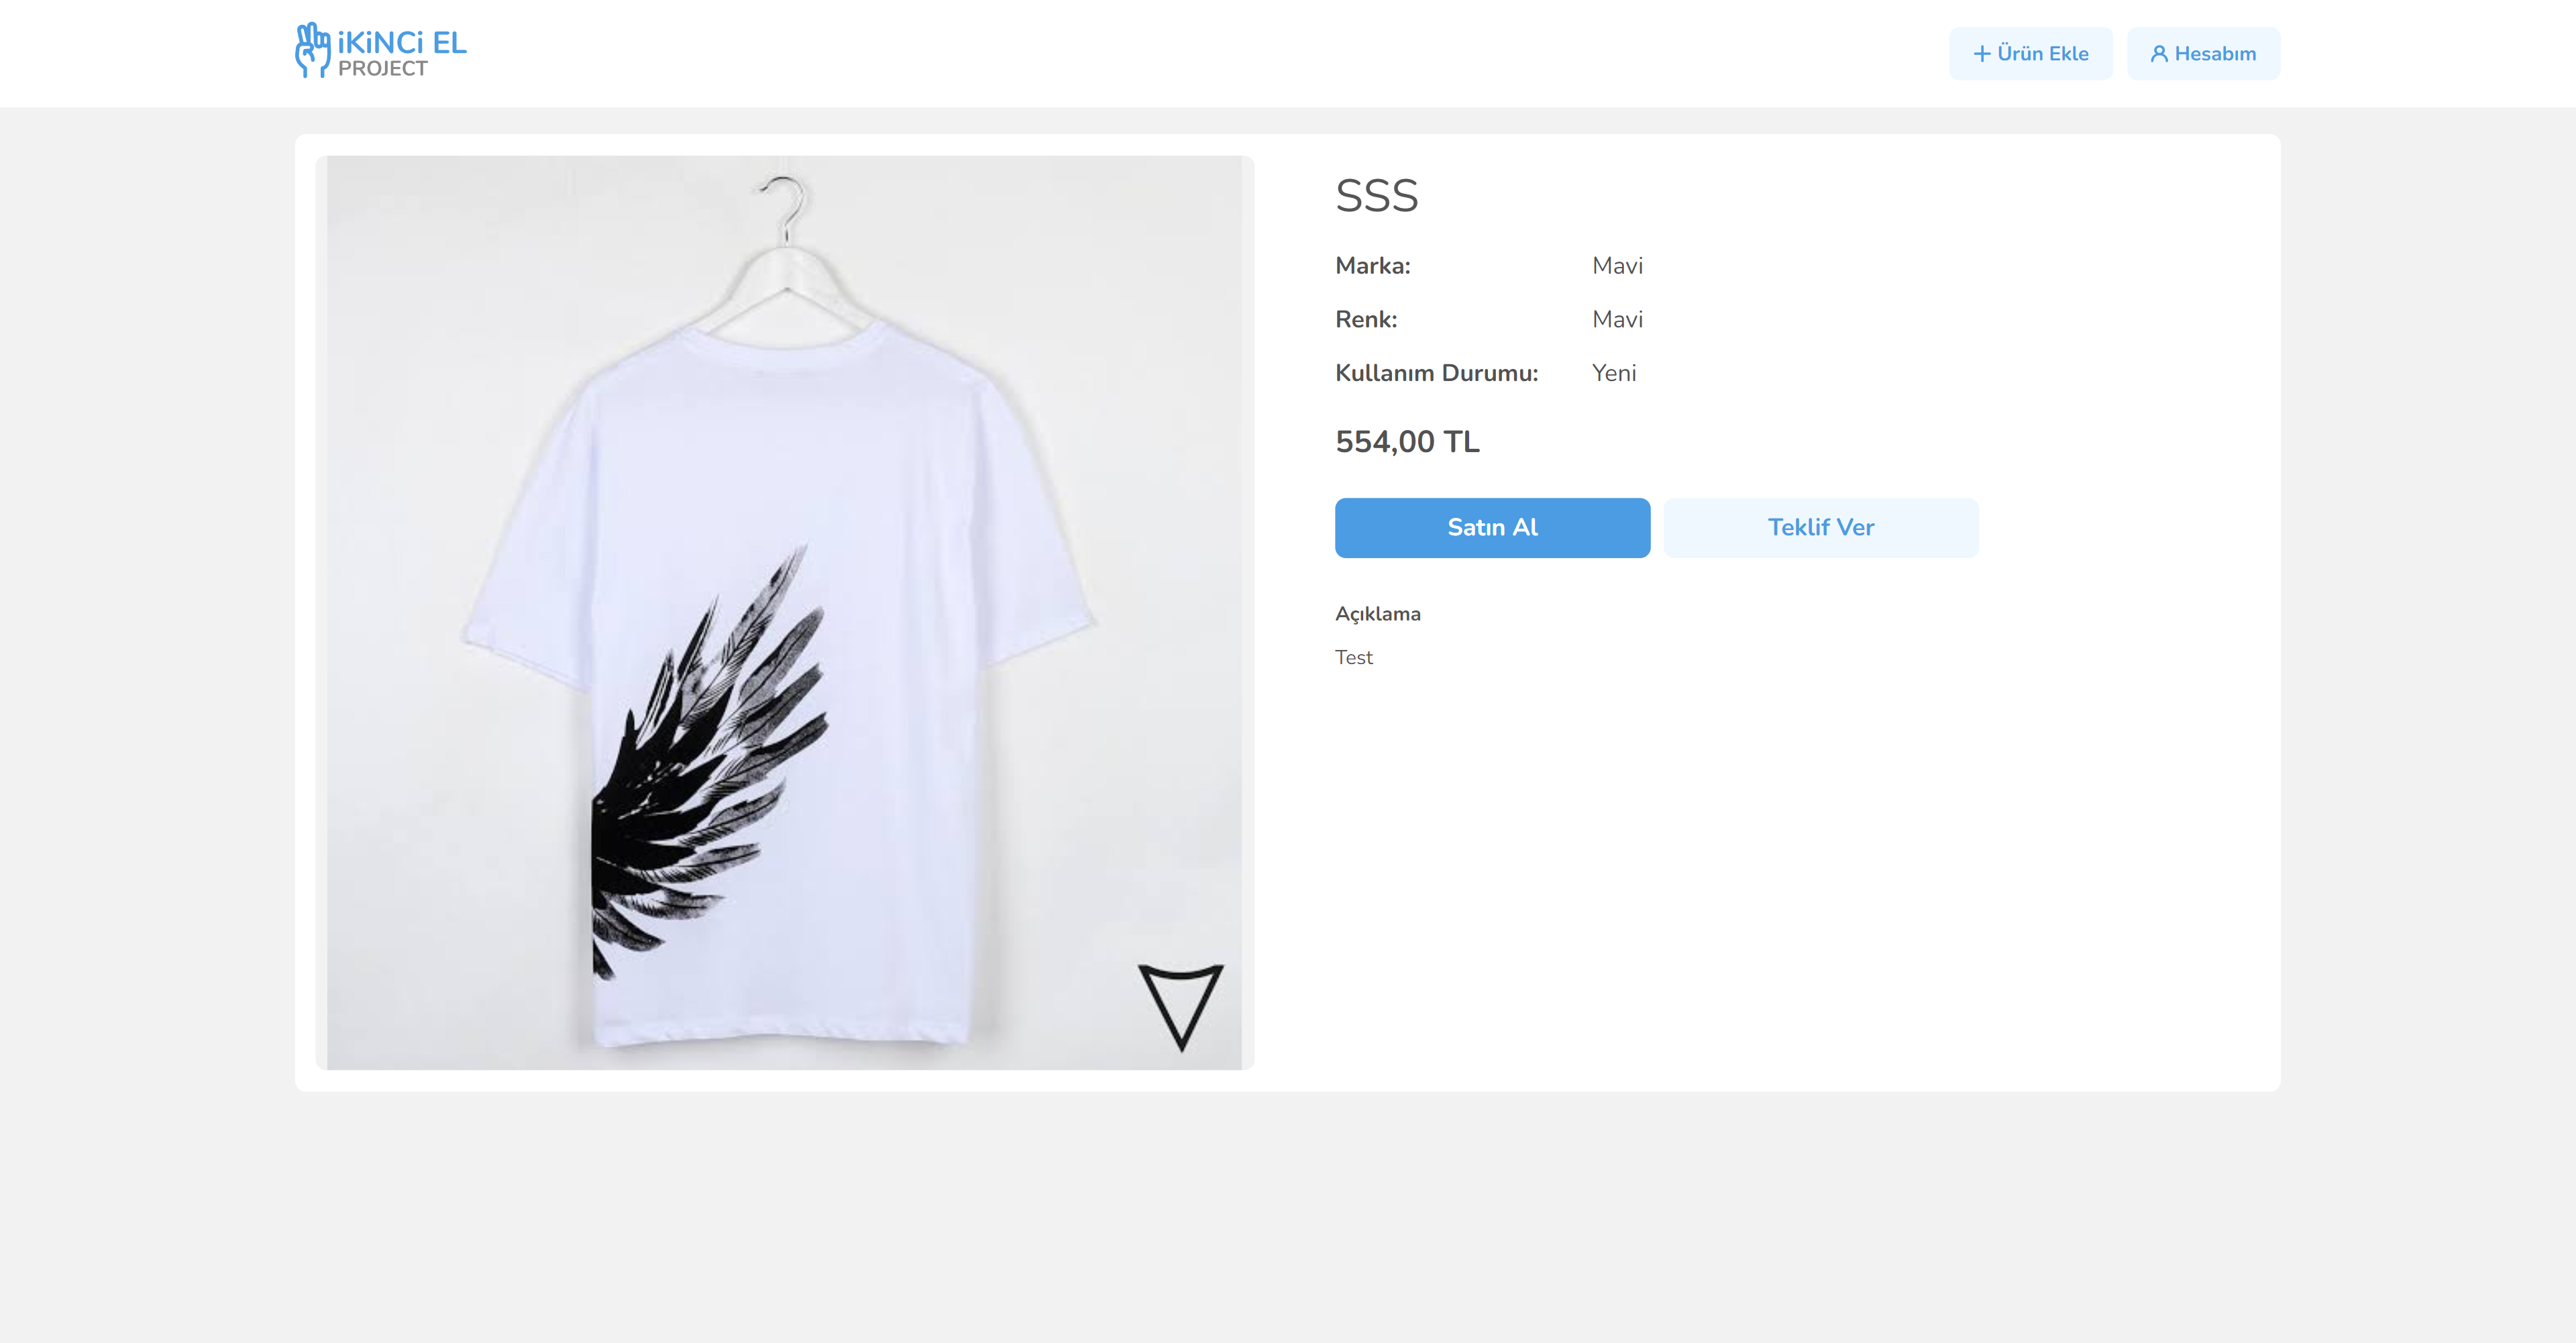 iKiNCi EL
PROJECT
Ürün Ekle
Hesabım
SSS
Marka: Mavi
Renk: Mavi
Kullanım Durumu: Yeni
554,00 TL
Satın Al
Teklif Ver
Açıklama
Test